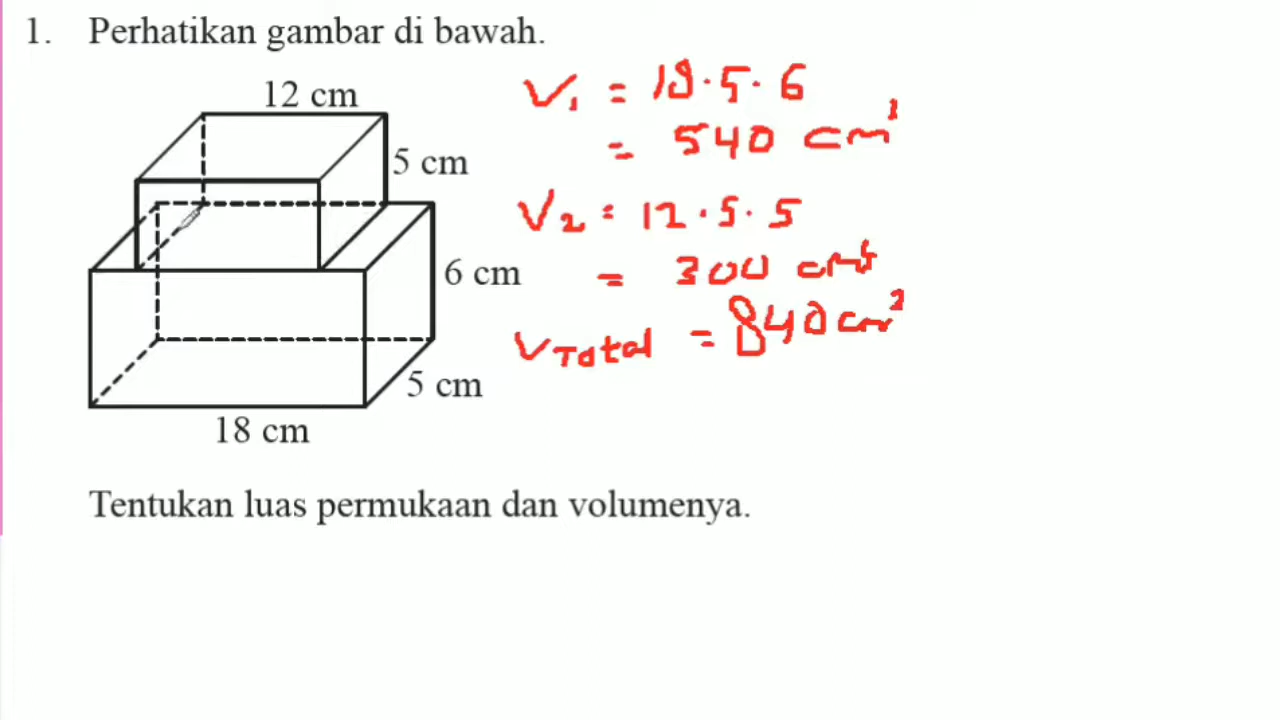 1. Perhatikan gambar di bawah.
12 cm
5 cm
6 cm
5 cm
18 cm
V₁ = 18·5·6
= 540 cm³
V₂ = 12·5·5
= 300 cm³
VTotal = 840 cm³
Tentukan luas permukaan dan volumenya.